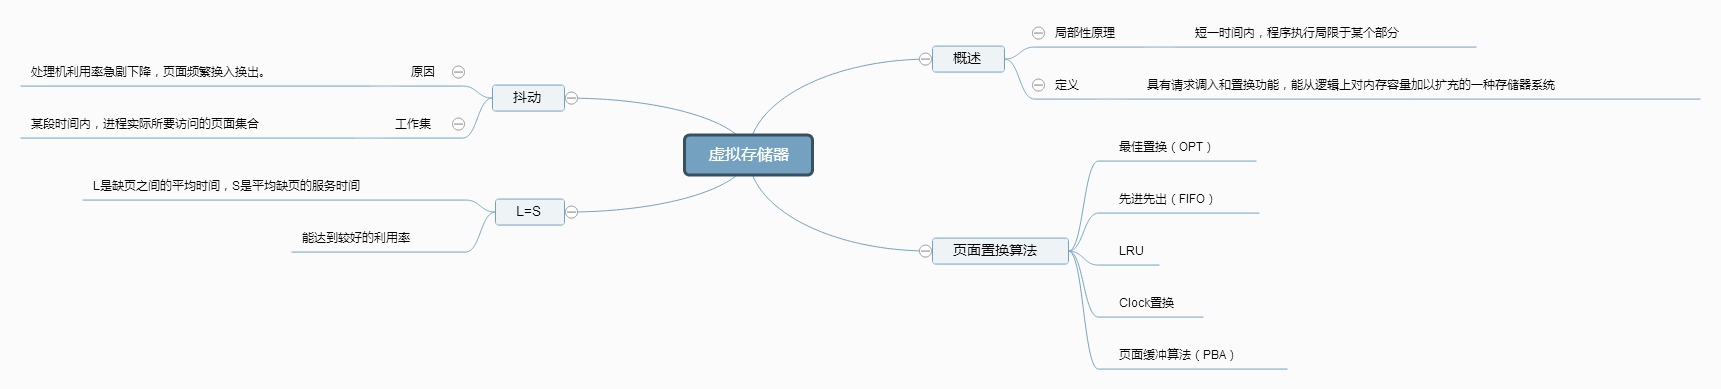 虚拟存储器
概述
局部性原理
短一时间内，程序执行局限于某个部分
定义
具有请求调入和置换功能，能从逻辑上对内存容量加以扩充的一种存储器系统
页面置换算法
最佳置换（OPT）
先进先出（FIFO）
LRU
Clock置换
页面缓冲算法（PBA）
抖动
原因
处理机利用率急剧下降，页面频繁换入换出。
工作集
某段时间内，进程实际所要访问的页面集合
L=S
L是缺页之间的平均时间，S是平均缺页的服务时间
能达到较好的利用率